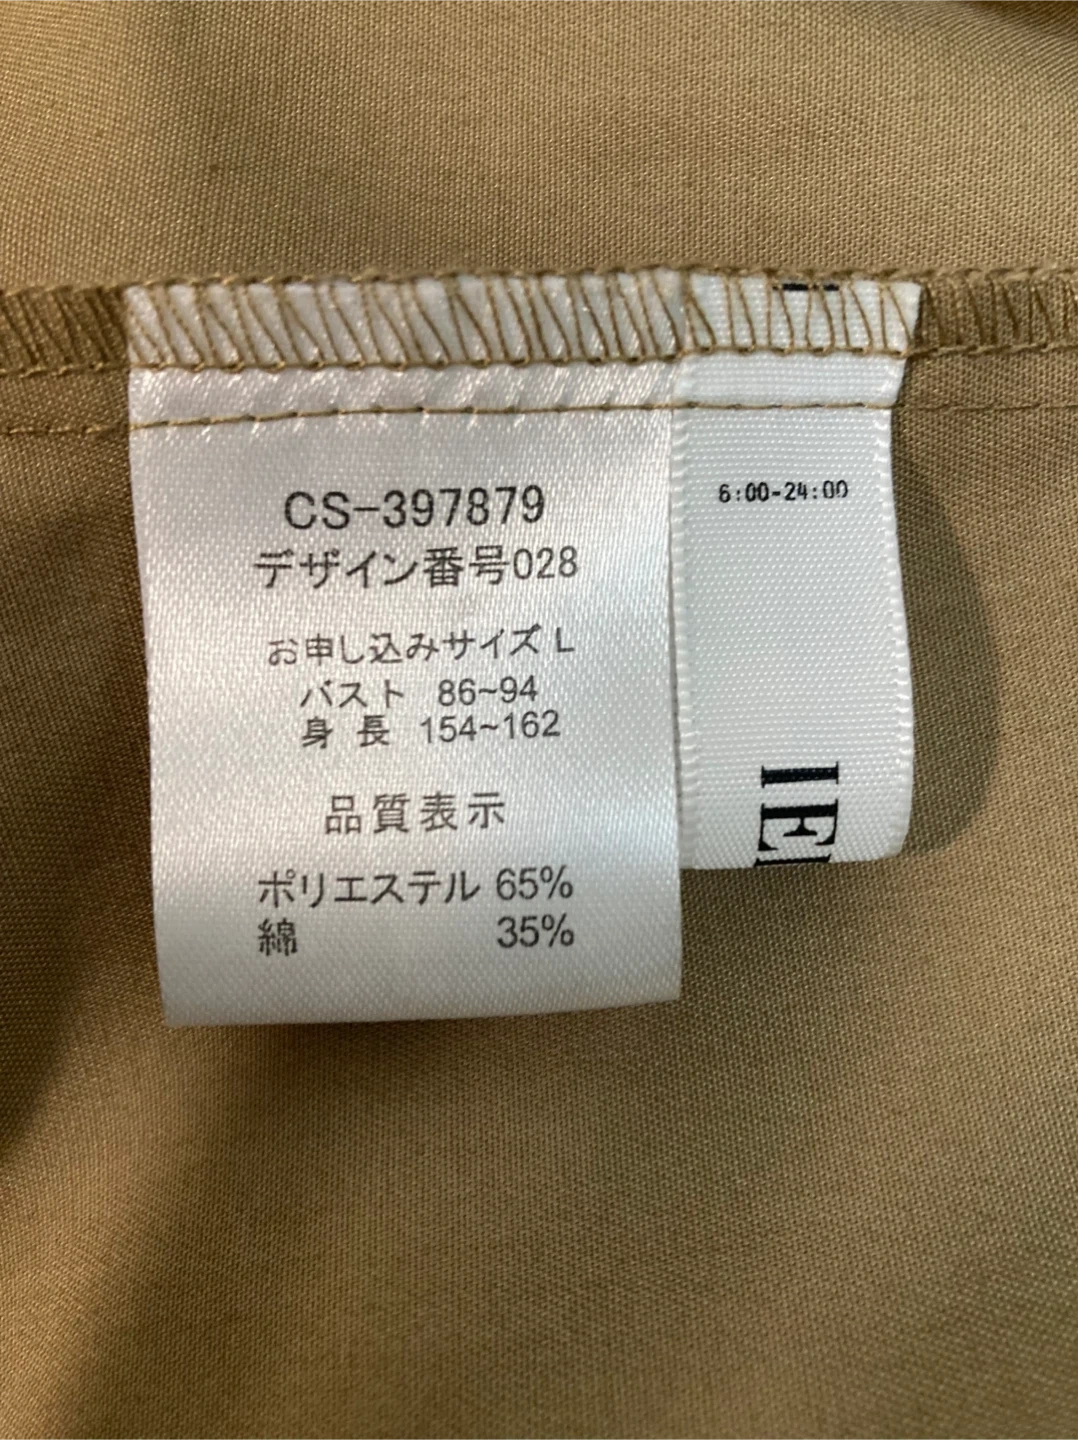 CS-397879
デザイン番号028
お申し込みサイズ L
バスト 86~94
身 長 154~162
品質表示
ポリエステル 65%
綿 35%
6:00-24:00